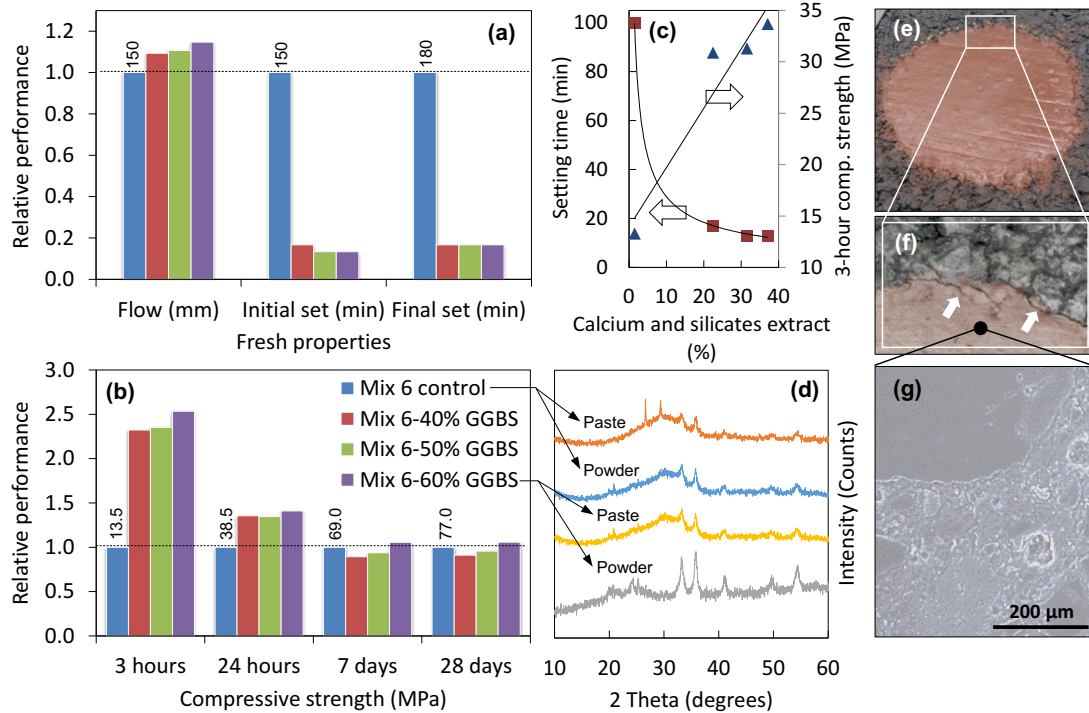 (a)
Relative performance
1.2
1.0
0.8
0.6
0.4
0.2
0.0
150
150
180
Flow (mm)
Initial set (min)
Final set (min)
Fresh properties
(c)
Setting time (min)
100
80
60
40
20
0
3-hour comp. strength (MPa)
35
30
25
20
15
10
0
10
20
30
40
Calcium and silicates extract
(%)
(e)
(f)
(g)
200 µm
(b)
Relative performance
3.0
2.5
2.0
1.5
1.0
0.5
0.0
Mix 6 control
Mix 6-40% GGBS
Mix 6-50% GGBS
Mix 6-60% GGBS
13.5
38.5
69.0
77.0
3 hours
24 hours
7 days
28 days
Compressive strength (MPa)
(d)
Paste
Powder
Paste
Powder
Intensity (Counts)
10
20
30
40
50
60
2 Theta (degrees)